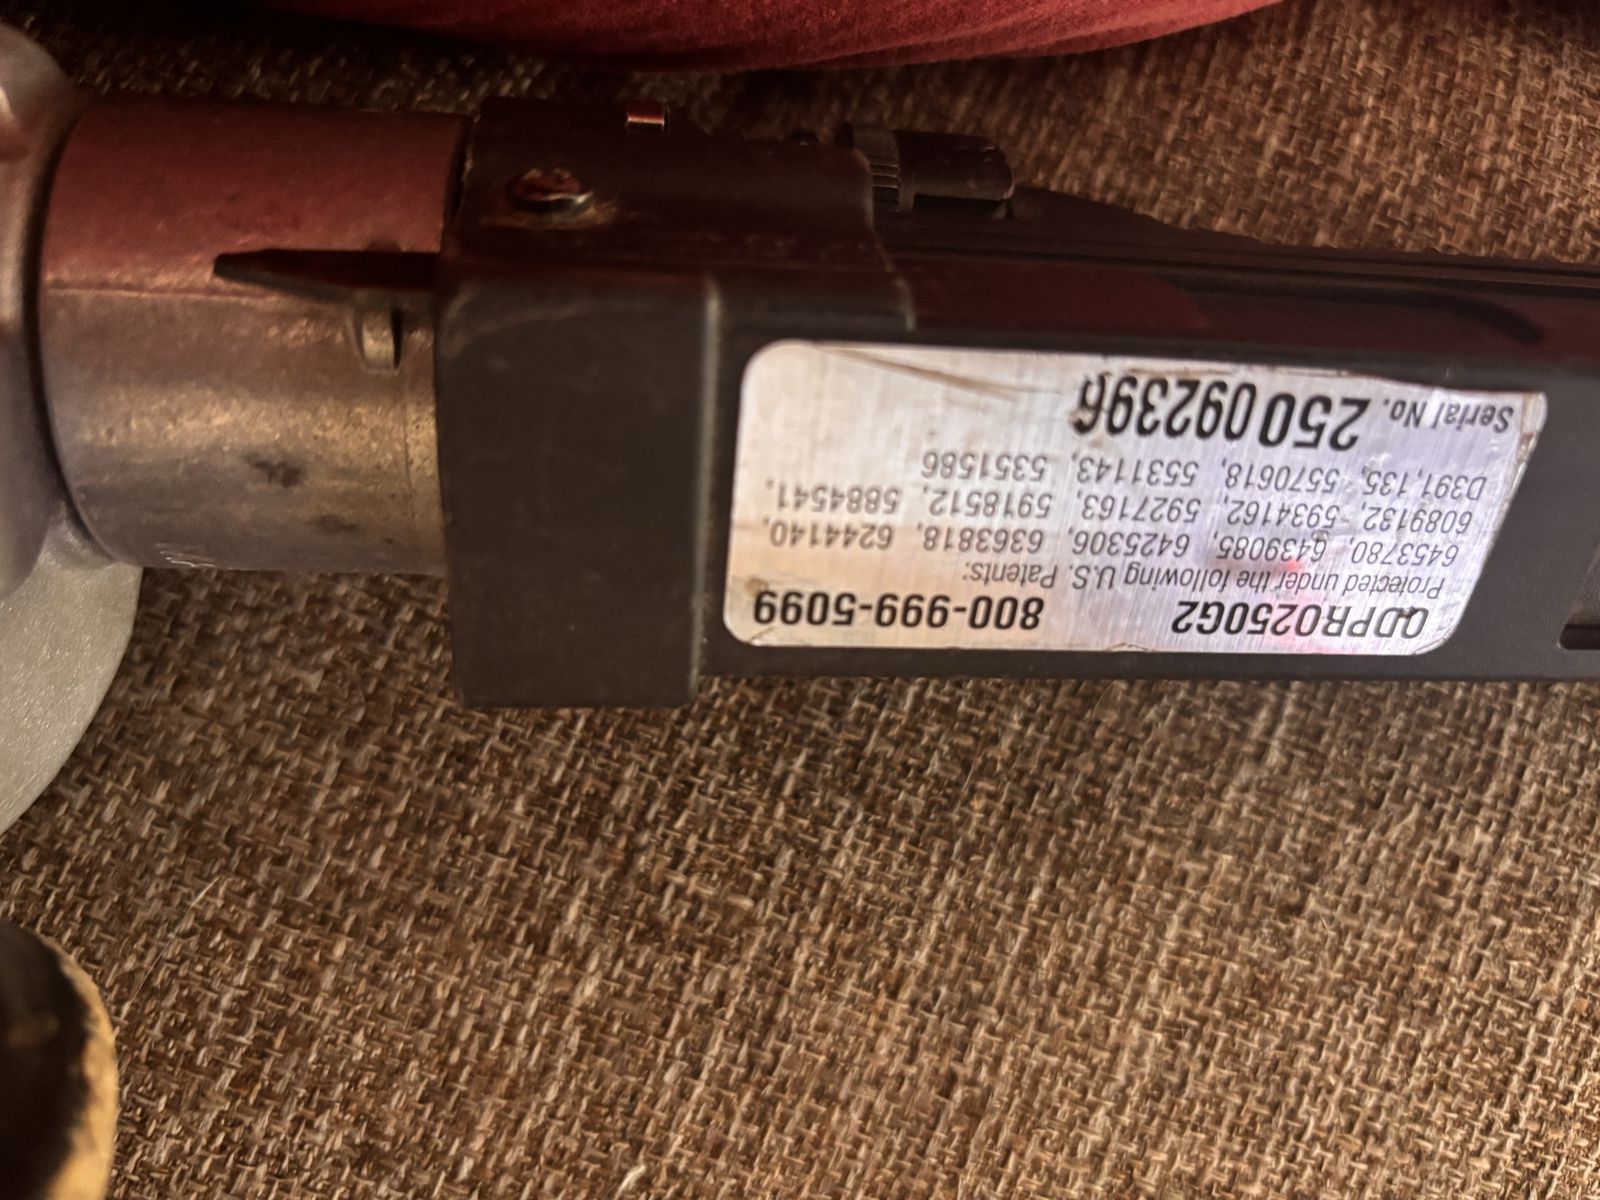 QDPRO250G2 800-999-5099
Protected under the following U.S. Patents:
6453780, 6439085, 6425306, 6363818, 6244140,
6089132, 5934162, 5927163, 5918512, 5884541,
D391,135, 5570618, 5531143, 5351586
Serial No. 250092396